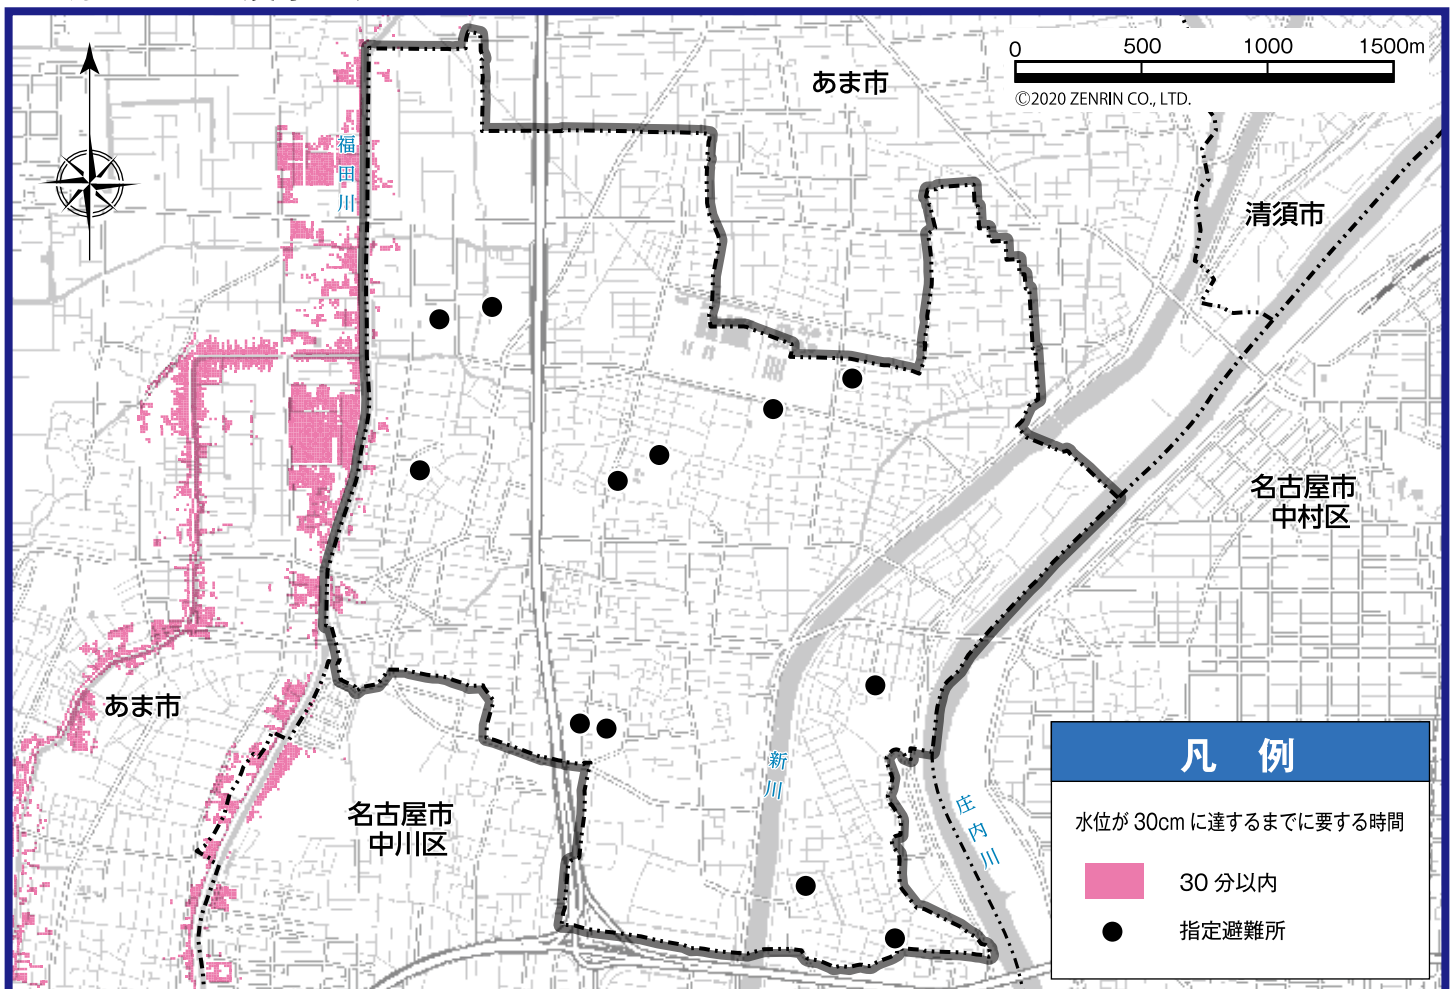 あま市
0 500 1000 1500m
©2020 ZENRIN CO., LTD.
福田川
清須市
名古屋市
中村区
あま市
名古屋市
中川区
新川
庄内川
凡 例
水位が 30cm に達するまでに要する時間
30 分以内
指定避難所